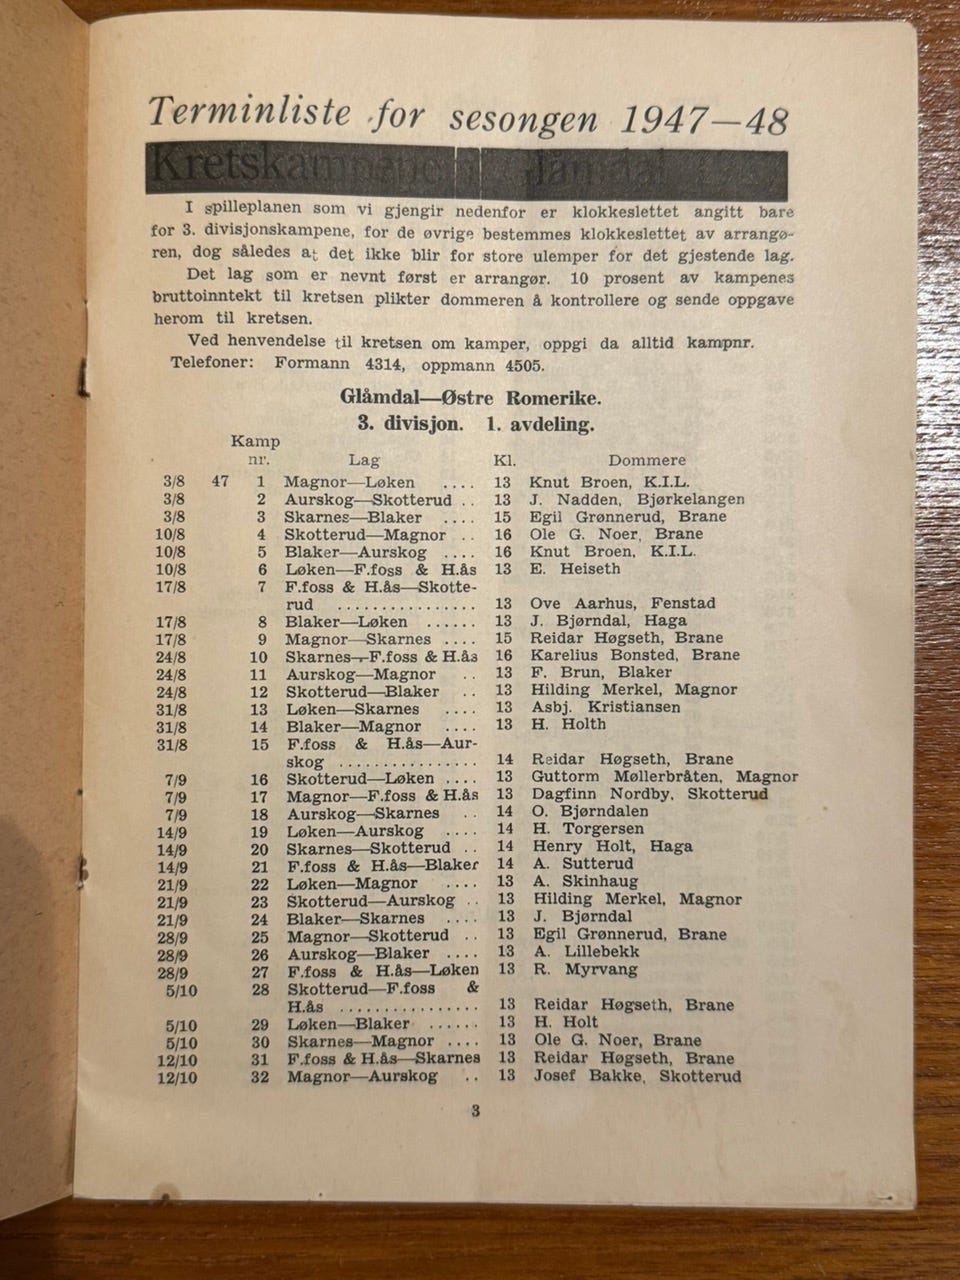 Terminliste for sesongen 1947—48
I spilleplanen som vi gjengir nedenfor er klokkeslettet angitt bare
for 3. divisjonskampene, for de øvrige bestemmes klokkeslettet av arrangø-
ren, dog således at det ikke blir for store ulemper for det gjestende lag.
Det lag som er nevnt først er arrangør. 10 prosent av kampenes
bruttoinntekt til kretsen plikter dommeren å kontrollere og sende oppgave
herom til kretsen.
Ved henvendelse til kretsen om kamper, oppgi da alltid kampnr.
Telefoner: Formann 4314, oppmann 4505.
Glåmdal—Østre Romerike.
3. divisjon. 1. avdeling.
Kamp
nr. Lag Kl. Dommere
3/8 47 1 Magnor—Løken .... 13 Knut Broen, K.I.L.
3/8 2 Aurskog—Skotterud .. 13 J. Nadden, Bjørkelangen
3/8 3 Skarnes—Blaker .... 15 Egil Grønnerud, Brane
10/8 4 Skotterud—Magnor .. 16 Ole G. Noer, Brane
10/8 5 Blaker—Aurskog .... 16 Knut Broen, K.I.L.
10/8 6 Løken—F.foss & H.ås 13 E. Heiseth
17/8 7 F.foss & H.ås—Skotte-
rud ................ 13 Ove Aarhus, Fenstad
17/8 8 Blaker—Løken ...... 13 J. Bjørndal, Haga
17/8 9 Magnor—Skarnes .... 15 Reidar Høgseth, Brane
24/8 10 Skarnes—F.foss & H.ås 16 Karelius Bonsted, Brane
24/8 11 Aurskog—Magnor .. 13 F. Brun, Blaker
24/8 12 Skotterud—Blaker .. 13 Hilding Merkel, Magnor
31/8 13 Løken—Skarnes .... 13 Asbj. Kristiansen
31/8 14 Blaker—Magnor .... 13 H. Holth
31/8 15 F.foss & H.ås—Aur-
skog ................ 14 Reidar Høgseth, Brane
7/9 16 Skotterud—Løken .... 13 Guttorm Møllerbråten, Magnor
7/9 17 Magnor—F.foss & H.ås 13 Dagfinn Nordby, Skotterud
7/9 18 Aurskog—Skarnes .. 14 O. Bjørndalen
14/9 19 Løken—Aurskog .... 14 H. Torgersen
14/9 20 Skarnes—Skotterud .. 14 Henry Holt, Haga
14/9 21 F.foss & H.ås—Blaker 14 A. Sutterud
21/9 22 Løken—Magnor .... 13 A. Skinhaug
21/9 23 Skotterud—Aurskog .. 13 Hilding Merkel, Magnor
21/9 24 Blaker—Skarnes .... 13 J. Bjørndal
28/9 25 Magnor—Skotterud .. 13 Egil Grønnerud, Brane
28/9 26 Aurskog—Blaker .... 13 A. Lillebekk
28/9 27 F.foss & H.ås—Løken 13 R. Myrvang
5/10 28 Skotterud—F.foss &
H.ås ................ 13 Reidar Høgseth, Brane
5/10 29 Løken—Blaker ...... 13 H. Holt
5/10 30 Skarnes—Magnor .... 13 Ole G. Noer, Brane
12/10 31 F.foss & H.ås—Skarnes 13 Reidar Høgseth, Brane
12/10 32 Magnor—Aurskog .. 13 Josef Bakke, Skotterud
3